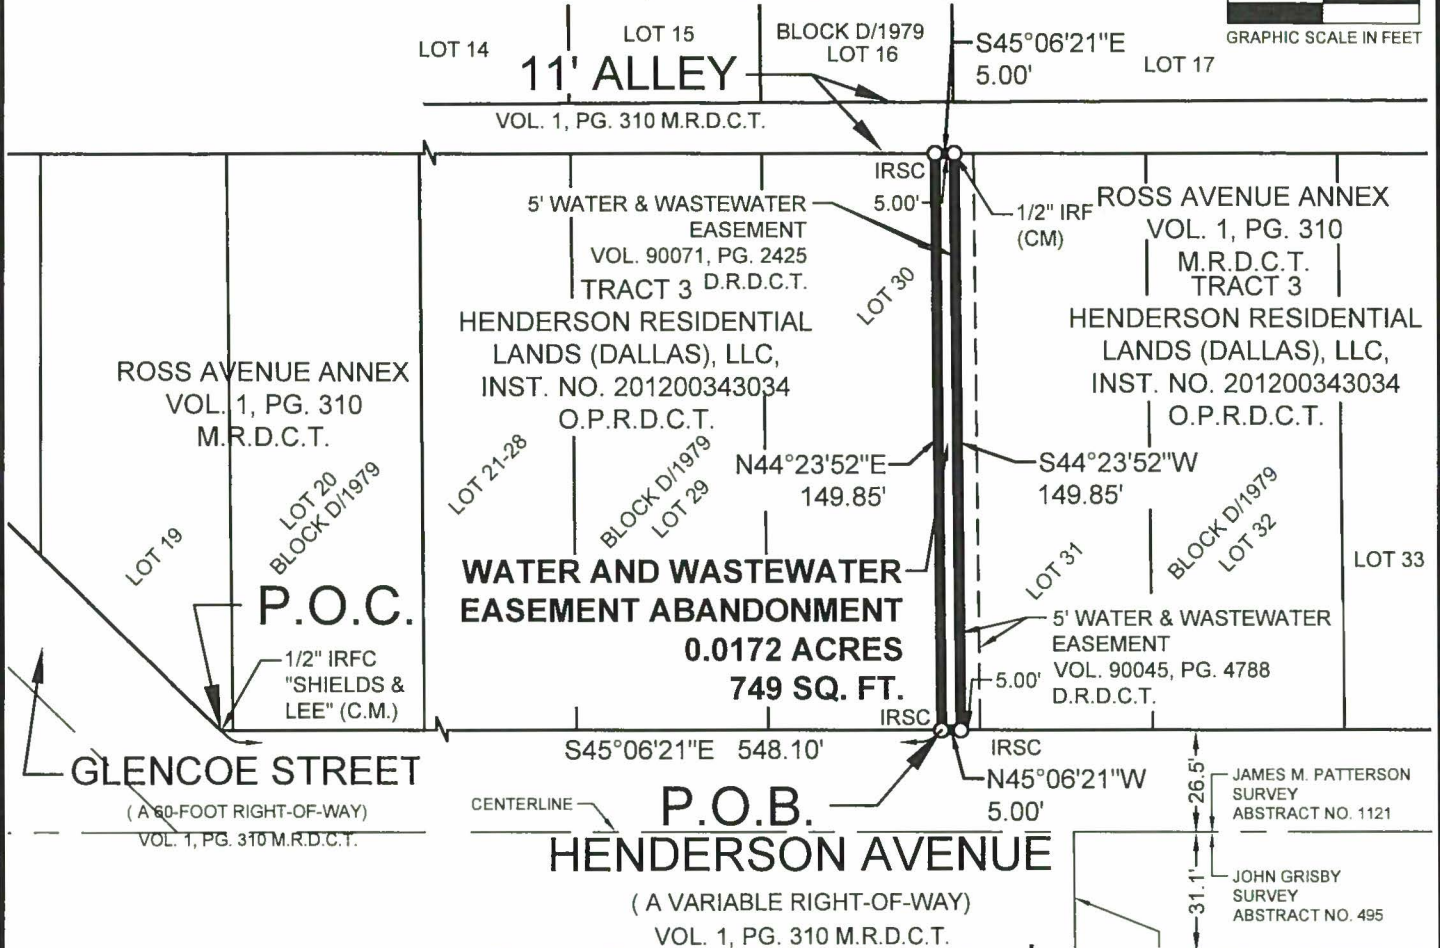 LOT 14
LOT 15
BLOCK D/1979
LOT 16
S45°06'21"E
5.00'
LOT 17
GRAPHIC SCALE IN FEET
11' ALLEY
VOL. 1, PG. 310 M.R.D.C.T.
IRSC
5.00'
5' WATER & WASTEWATER
EASEMENT
VOL. 90071, PG. 2425
D.R.D.C.T.
1/2" IRF
(CM)
ROSS AVENUE ANNEX
VOL. 1, PG. 310
M.R.D.C.T.
TRACT 3
HENDERSON RESIDENTIAL
LANDS (DALLAS), LLC,
INST. NO. 201200343034
O.P.R.D.C.T.
LOT 30
TRACT 3
HENDERSON RESIDENTIAL
LANDS (DALLAS), LLC,
INST. NO. 201200343034
O.P.R.D.C.T.
ROSS AVENUE ANNEX
VOL. 1, PG. 310
M.R.D.C.T.
LOT 19
LOT 20
BLOCK D/1979
LOT 21-28
BLOCK D/1979
LOT 29
N44°23'52"E
149.85'
S44°23'52"W
149.85'
LOT 31
BLOCK D/1979
LOT 32
LOT 33
WATER AND WASTEWATER
EASEMENT ABANDONMENT
0.0172 ACRES
749 SQ. FT.
P.O.C.
1/2" IRFC
"SHIELDS &
LEE" (C.M.)
5' WATER & WASTEWATER
EASEMENT
VOL. 90045, PG. 4788
D.R.D.C.T.
5.00'
IRSC
S45°06'21"E 548.10'
IRSC
N45°06'21"W
5.00'
GLENCOE STREET
( A 60-FOOT RIGHT-OF-WAY)
VOL. 1, PG. 310 M.R.D.C.T.
CENTERLINE
P.O.B.
HENDERSON AVENUE
( A VARIABLE RIGHT-OF-WAY)
VOL. 1, PG. 310 M.R.D.C.T.
26.5'
JAMES M. PATTERSON
SURVEY
ABSTRACT NO. 1121
31.1'
JOHN GRISBY
SURVEY
ABSTRACT NO. 495